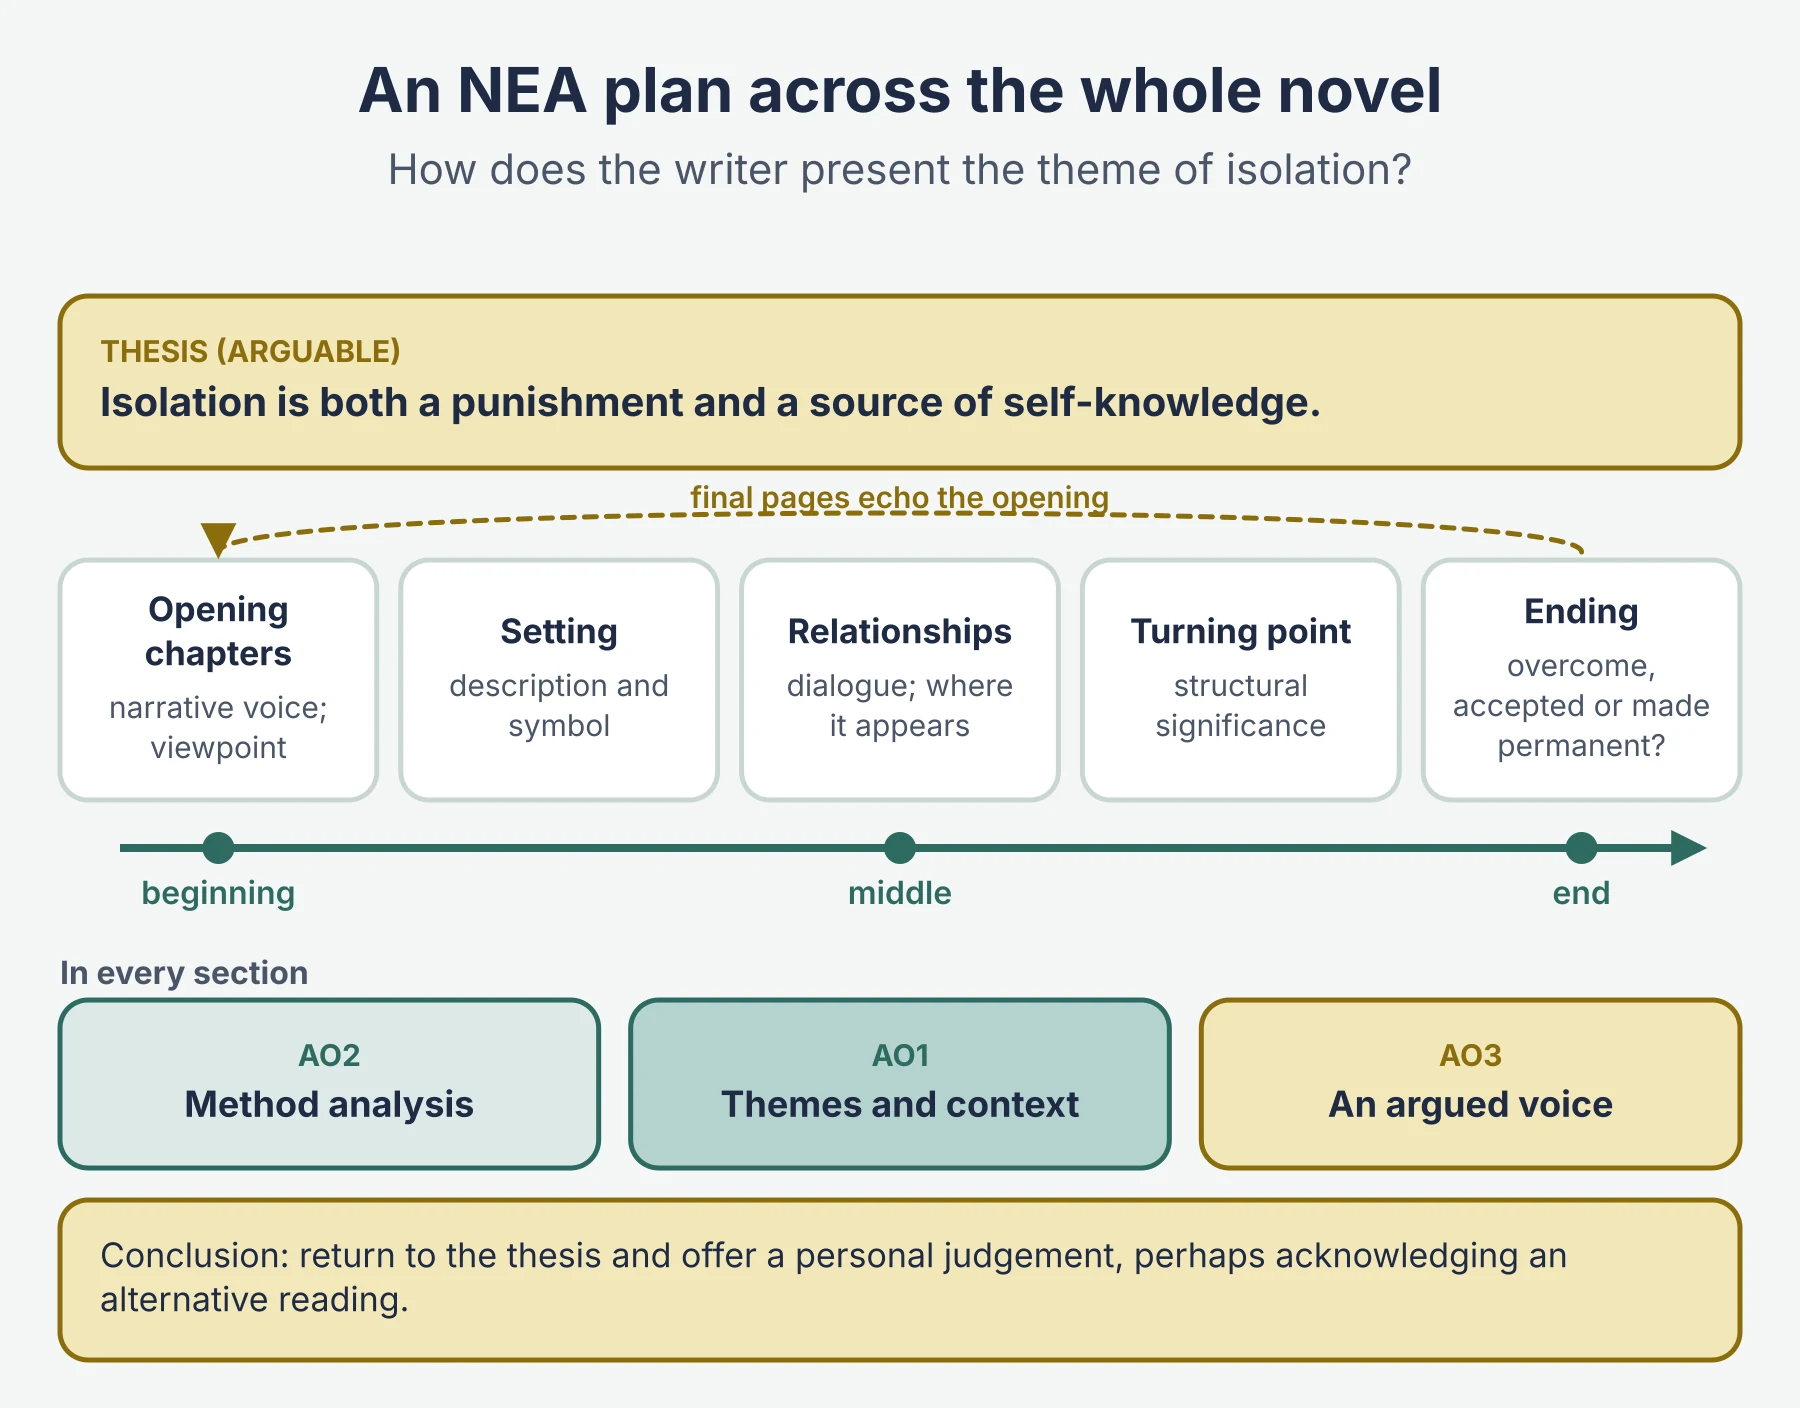 An NEA plan across the whole novel
How does the writer present the theme of isolation?
THESIS (ARGUABLE)
Isolation is both a punishment and a source of self-knowledge.
final pages echo the opening
Opening
chapters
narrative voice;
viewpoint
Setting
description and
symbol
Relationships
dialogue; where
it appears
Turning point
structural
significance
Ending
overcome,
accepted or made
permanent?
beginning
middle
end
In every section
AO2
Method analysis
AO1
Themes and context
AO3
An argued voice
Conclusion: return to the thesis and offer a personal judgement, perhaps acknowledging an
alternative reading.